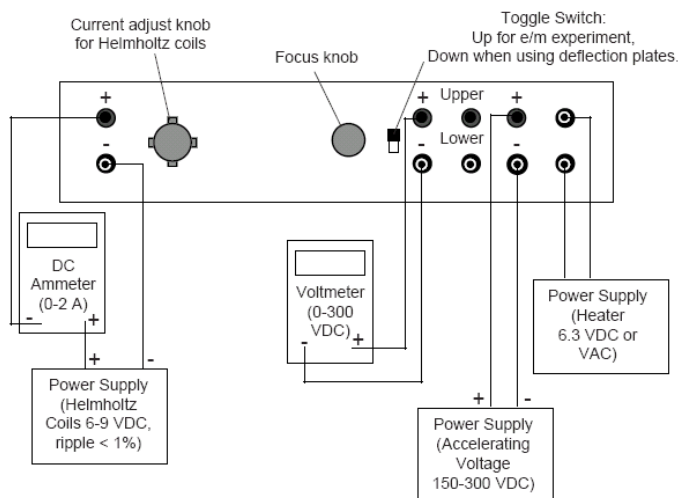 Current adjust knob
for Helmholtz coils
Focus knob
Toggle Switch:
Up for e/m experiment,
Down when using deflection plates.
+
+
Upper
+
-
-
Lower
-
DC
Ammeter
(0-2 A)
-
+
Voltmeter
(0-300
VDC)
-
+
Power Supply
(Heater
6.3 VDC or
VAC)
+
-
Power Supply
(Helmholtz
Coils 6-9 VDC,
ripple < 1%)
+
-
Power Supply
(Accelerating
Voltage
150-300 VDC)